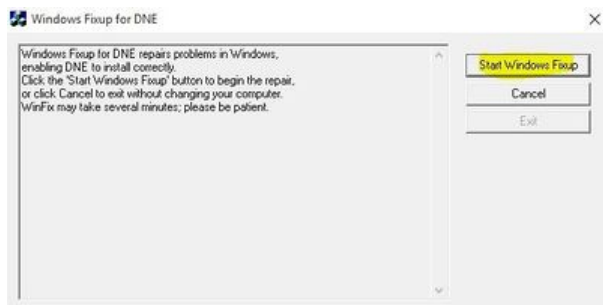 Windows Fixup for DNE
Windows Fixup for DNE repairs problems in Windows,
enabling DNE to install correctly.
Click the 'Start Windows Fixup' button to begin the repair,
or click Cancel to exit without changing your computer.
WinFix may take several minutes; please be patient.
Start Windows Fixup
Cancel
Exit